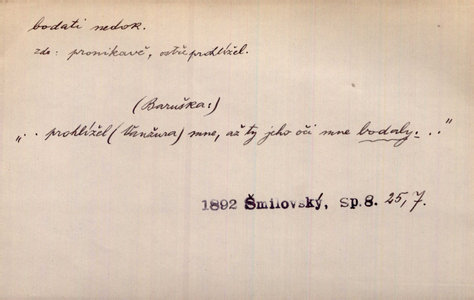 bodati nedok.
zde: pronikavě, ostře prohlížel.
(Baruška:)
„. . prohlížel (Vanžura) mne, až ty jeho oči mne bodaly. . ."
1892 Šmilovský, Sp.8. 25,7.